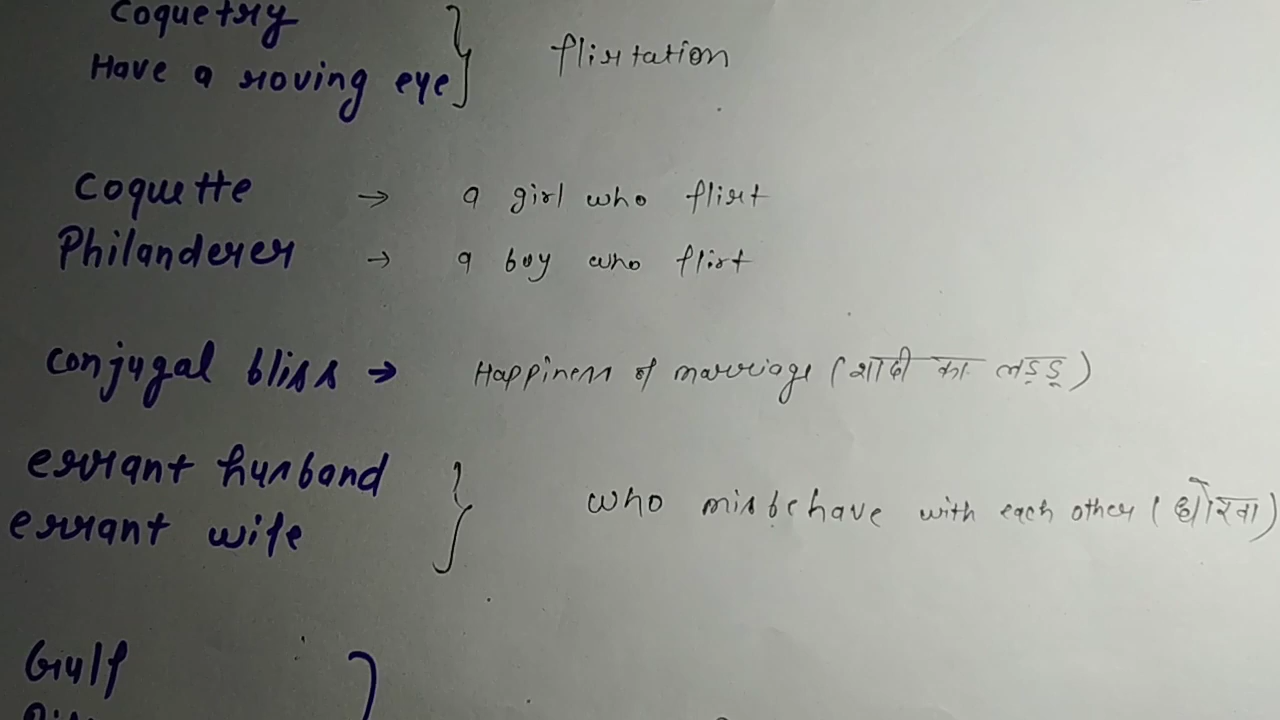 Coquetry
Have a roving eye } flirtation
Coquette → a girl who flirt
Philanderer → a boy who flirt
Conjugal bliss → Happiness of marriage (शादी का लड्डू)
errant husband
errant wife } who misbehave with each other (धोखा)
Gulf